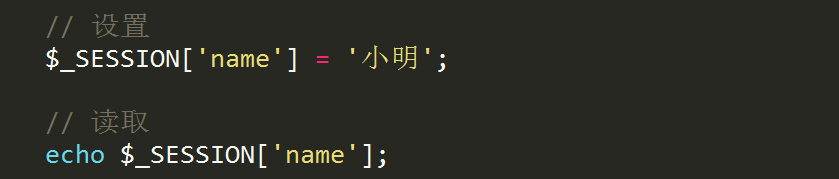 // 设置
$_SESSION['name'] = '小明';
// 读取
echo $_SESSION['name'];